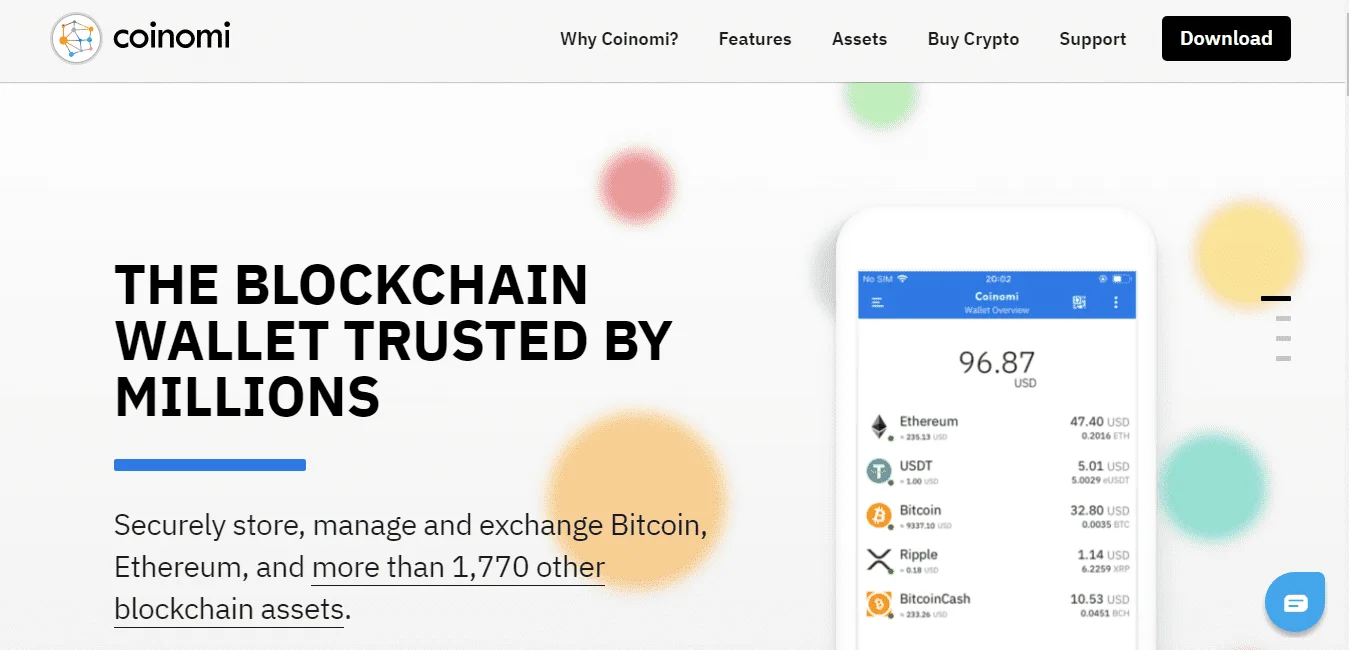 coinomi
Why Coinomi? Features Assets Buy Crypto Support Download
THE BLOCKCHAIN
WALLET TRUSTED BY
MILLIONS
Securely store, manage and exchange Bitcoin,
Ethereum, and more than 1,770 other
blockchain assets.
No SIM 20:02
Coinomi
Wallet Overview
96.87
USD
Ethereum 47.40 USD
≈ 235.13 USD 0.2016 ETH
USDT 5.01 USD
≈ 1.00 USD 5.0029 eUSDT
Bitcoin 32.80 USD
≈ 9337.10 USD 0.0035 BTC
Ripple 1.14 USD
≈ 0.18 USD 6.2259 XRP
BitcoinCash 10.53 USD
≈ 233.26 USD 0.0451 BCH